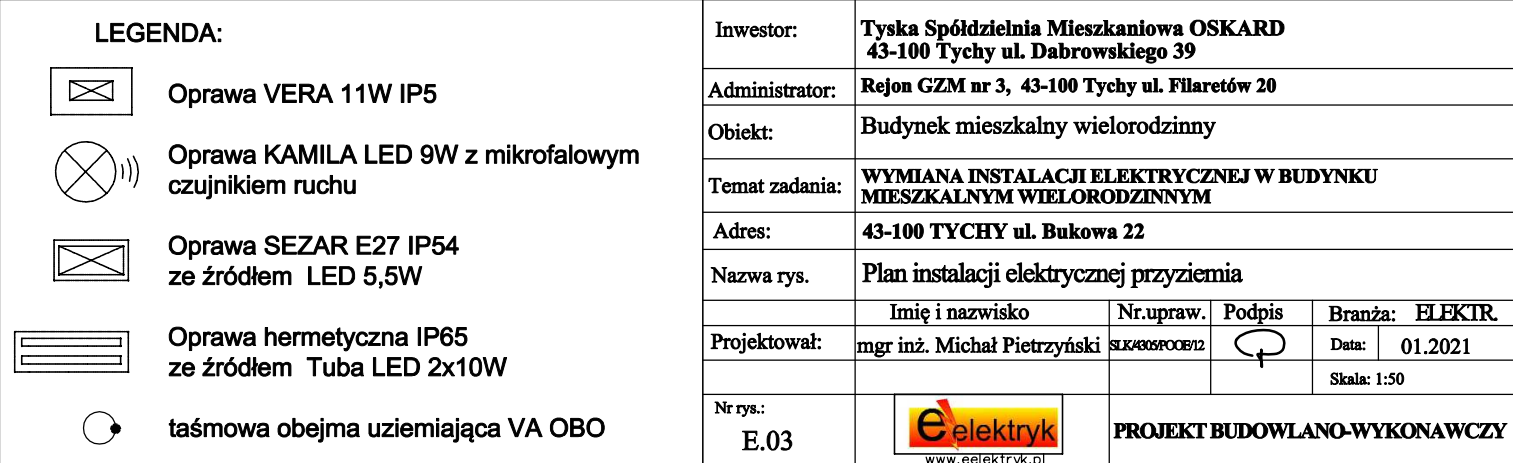 LEGENDA:
Oprawa VERA 11W IP5
Oprawa KAMILA LED 9W z mikrofalowym
czujnikiem ruchu
Oprawa SEZAR E27 IP54
ze źródłem LED 5,5W
Oprawa hermetyczna IP65
ze źródłem Tuba LED 2x10W
taśmowa obejma uziemiająca VA OBO
Inwestor: Tyska Spółdzielnia Mieszkaniowa OSKARD
43-100 Tychy ul. Dabrowskiego 39
Administrator: Rejon GZM nr 3, 43-100 Tychy ul. Filaretów 20
Obiekt: Budynek mieszkalny wielorodzinny
Temat zadania: WYMIANA INSTALACJI ELEKTRYCZNEJ W BUDYNKU
MIESZKALNYM WIELORODZINNYM
Adres: 43-100 TYCHY ul. Bukowa 22
Nazwa rys. Plan instalacji elektrycznej przyziemia
Imię i nazwisko Nr.upraw. Podpis Branża: ELEKTR.
Projektował: mgr inż. Michał Pietrzyński SLK/4305/POOE/12 Data: 01.2021
Skala: 1:50
Nr rys.:
E.03
eelektryk
www.eelektryk.pl
PROJEKT BUDOWLANO-WYKONAWCZY